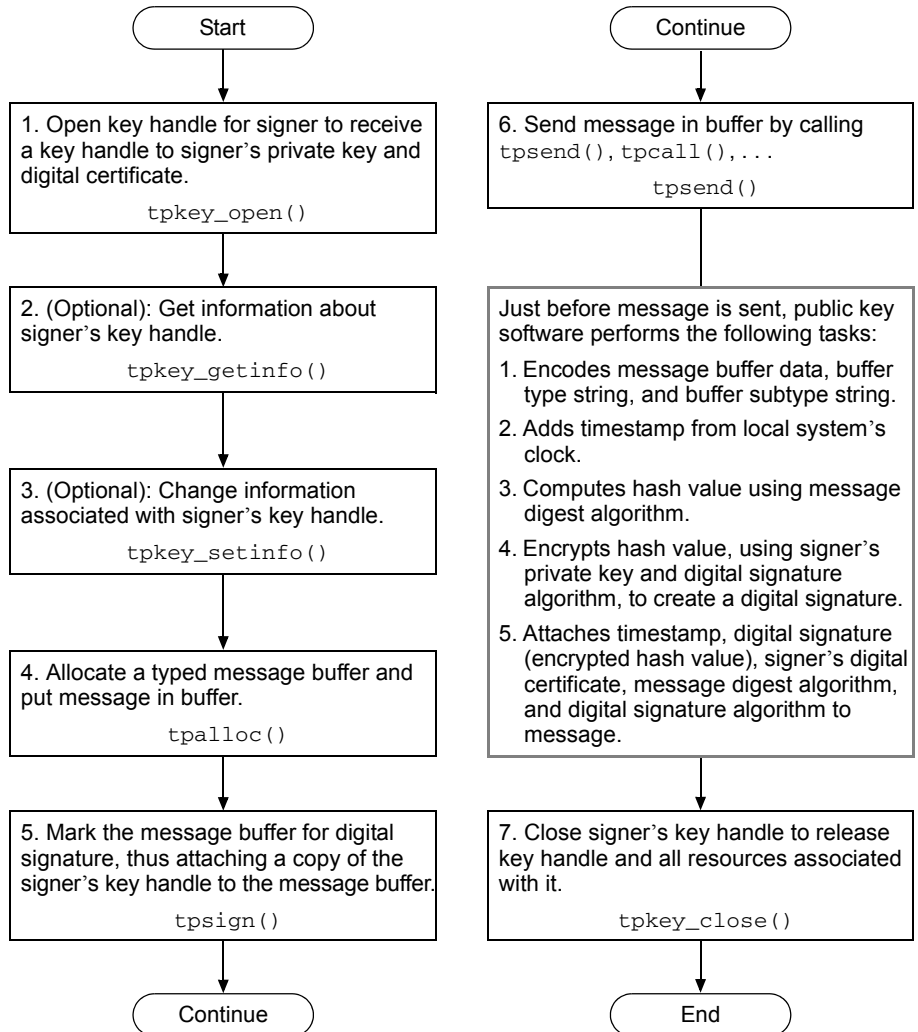 Start
1. Open key handle for signer to receive
a key handle to signer's private key and
digital certificate.
tpkey_open()
2. (Optional): Get information about
signer's key handle.
tpkey_getinfo()
3. (Optional): Change information
associated with signer's key handle.
tpkey_setinfo()
4. Allocate a typed message buffer and
put message in buffer.
tpalloc()
5. Mark the message buffer for digital
signature, thus attaching a copy of the
signer's key handle to the message buffer.
tpsign()
Continue
Continue
6. Send message in buffer by calling
tpsend(), tpcall(),...
tpsend()
Just before message is sent, public key
software performs the following tasks:
1. Encodes message buffer data, buffer
type string, and buffer subtype string.
2. Adds timestamp from local system's
clock.
3. Computes hash value using message
digest algorithm.
4. Encrypts hash value, using signer's
private key and digital signature
algorithm, to create a digital signature.
5. Attaches timestamp, digital signature
(encrypted hash value), signer's digital
certificate, message digest algorithm,
and digital signature algorithm to
message.
7. Close signer's key handle to release
key handle and all resources associated
with it.
tpkey_close()
End